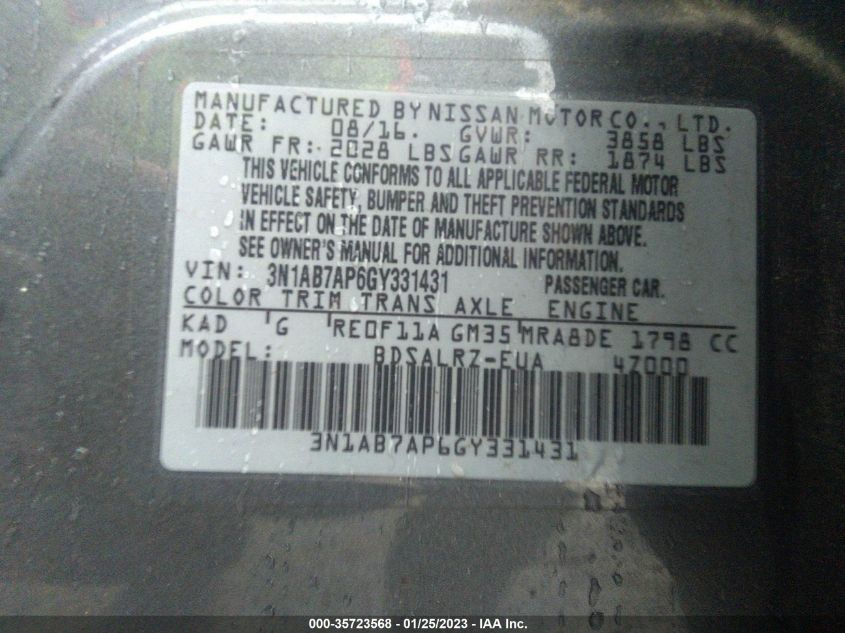 MANUFACTURED BY NISSAN MOTOR CO., LTD.
DATE: 08/16. GVWR: 3858 LBS
GAWR FR: 2028 LBS GAWR RR: 1874 LBS
THIS VEHICLE CONFORMS TO ALL APPLICABLE FEDERAL MOTOR
VEHICLE SAFETY, BUMPER AND THEFT PREVENTION STANDARDS
IN EFFECT ON THE DATE OF MANUFACTURE SHOWN ABOVE.
SEE OWNER'S MANUAL FOR ADDITIONAL INFORMATION.
VIN: 3N1AB7AP6GY331431 PASSENGER CAR.
COLOR TRIM TRANS AXLE ENGINE
KAD G RE0F11A GM35 MRA8DE 1798 CC
MODEL: BDSALRZ-EUA 47000
3N1AB7AP6GY331431
000-35723568 — 01/25/2023 — IAA Inc.